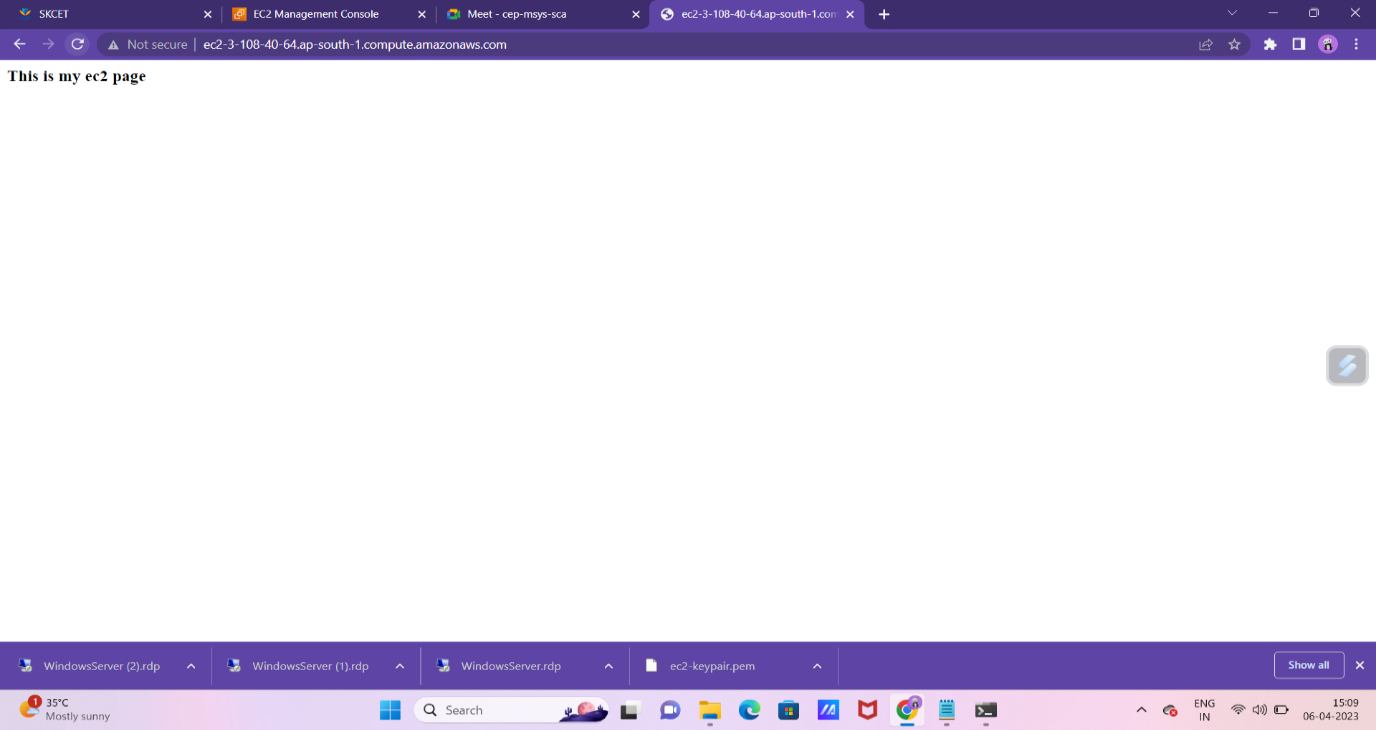 SKCET
EC2 Management Console
Meet - cep-msys-sca
ec2-3-108-40-64.ap-south-1.com
Not secure
ec2-3-108-40-64.ap-south-1.compute.amazonaws.com
This is my ec2 page
WindowsServer (2).rdp
WindowsServer (1).rdp
WindowsServer.rdp
ec2-keypair.pem
Show all
1
35°C
Mostly sunny
Search
ENG
IN
15:09
06-04-2023